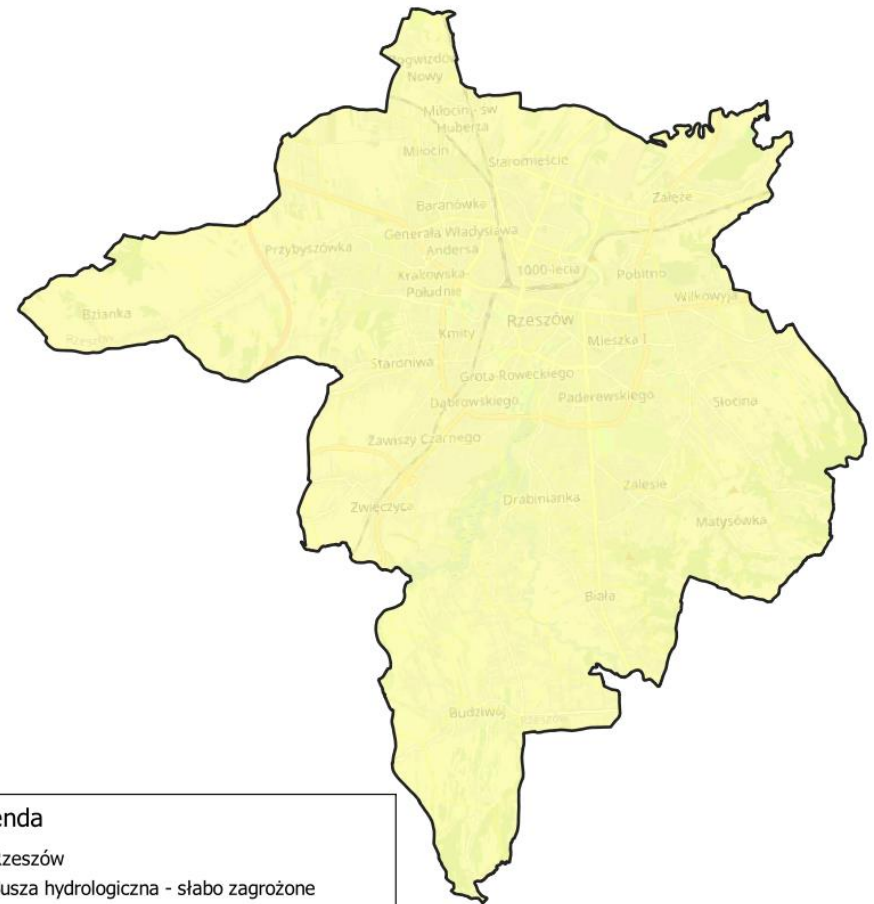 Nowy
Miłocin - św
Huberta
Miłocin
Staromieście
Załęże
Baranówka
Generała Władysława
Andersa
Przybyszówka
Krakowska-
Południe
1000-lecia
Pobitno
Wilkowyja
Bzianka
Rzeszów
Kmity
Mieszka I
Staroniwa
Grota-Roweckiego
Dąbrowskiego
Paderewskiego
Słocina
Zawiszy Czarnego
Zalesie
Zwięczyca
Drabinianka
Matysówka
Biała
Budziwój
Rzeszów
enda
zeszów
usza hydrologiczna - słabo zagrożone